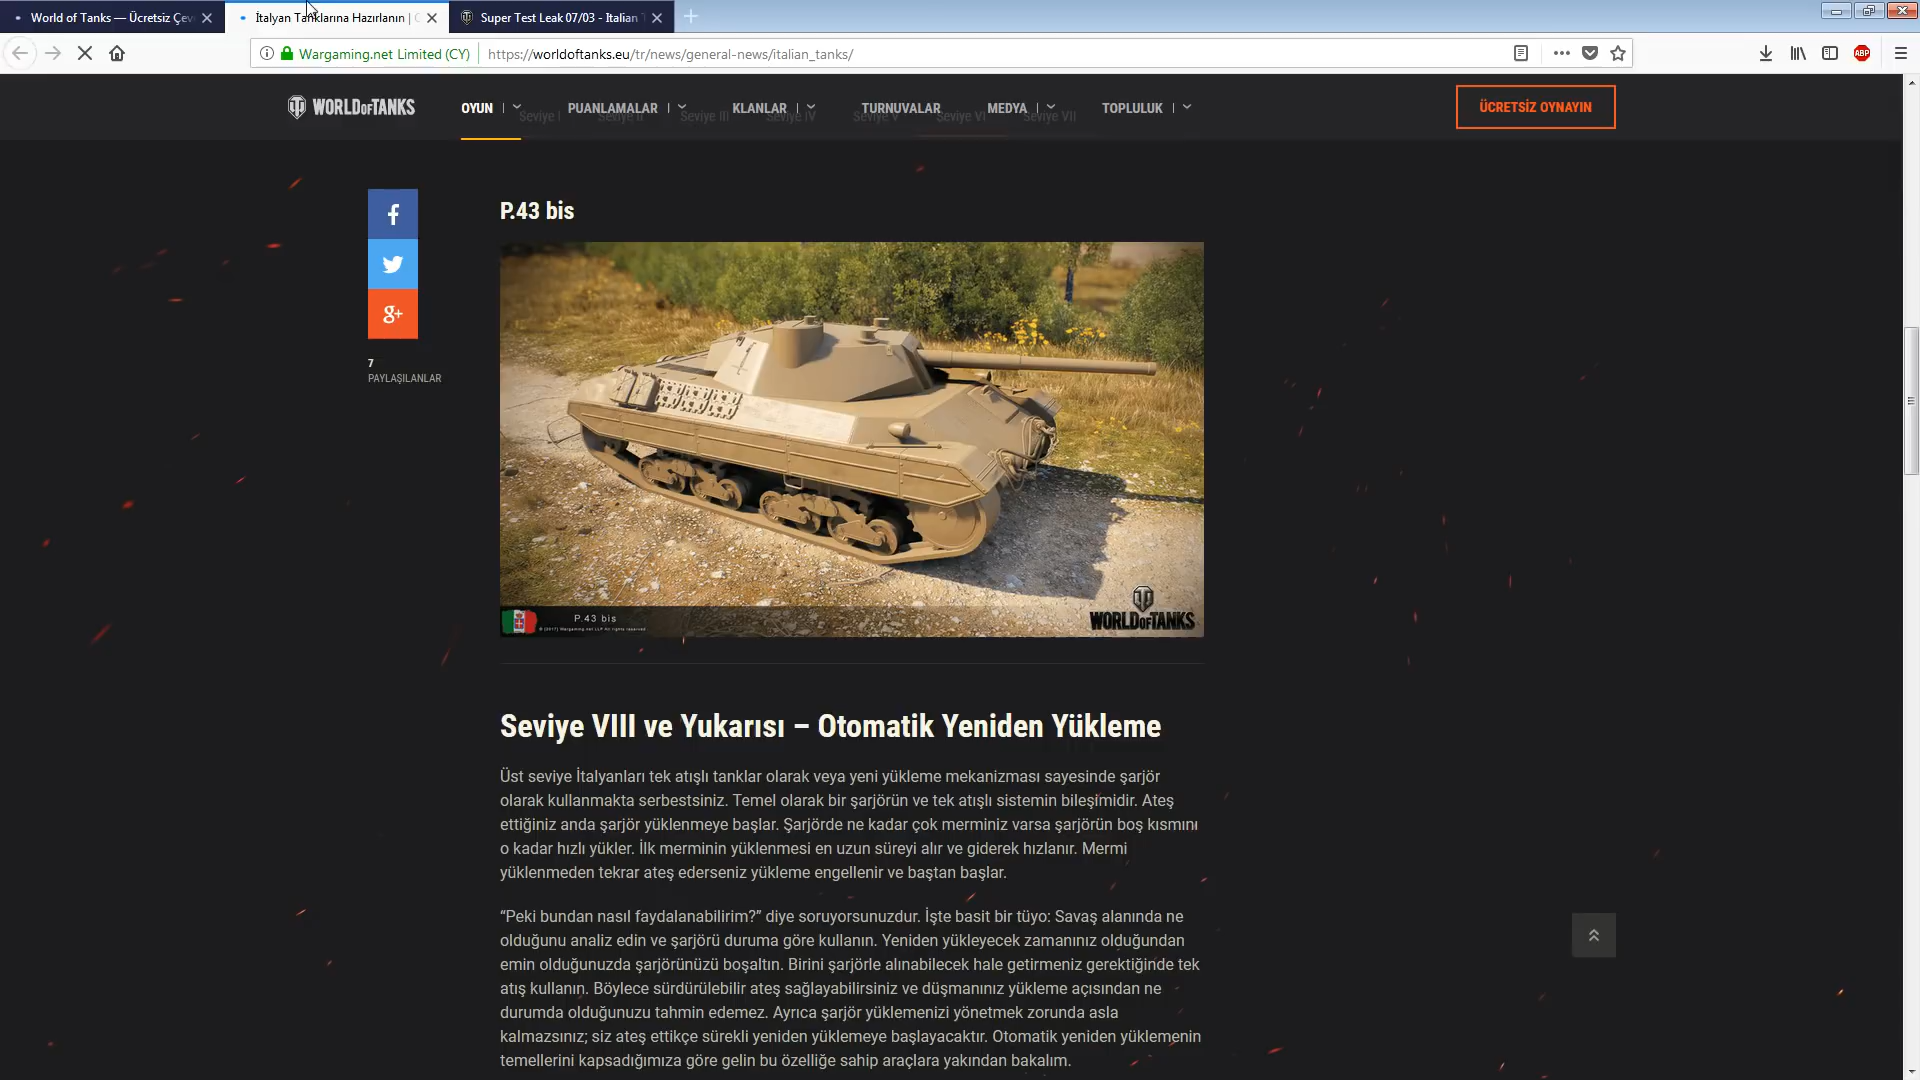 World of Tanks — Ücretsiz Çev
İtalyan Tanklarına Hazırlanın |
Super Test Leak 07/03 - Italian T
Wargaming.net Limited (CY)
https://worldoftanks.eu/tr/news/general-news/italian_tanks/
ABP
WORLD OF TANKS
OYUN
PUANLAMALAR
KLANLAR
TURNUVALAR
MEDYA
TOPLULUK
ÜCRETSİZ OYNAYIN
Seviye I
Seviye II
Seviye III
Seviye IV
Seviye V
Seviye VI
Seviye VII
f
g+
7
PAYLAŞILANLAR
P.43 bis
P.43 bis
© [2017] Wargaming.net LLP All rights reserved
WORLD OF TANKS
Seviye VIII ve Yukarısı – Otomatik Yeniden Yükleme
Üst seviye İtalyanları tek atışlı tanklar olarak veya yeni yükleme mekanizması sayesinde şarjör
olarak kullanmakta serbestsiniz. Temel olarak bir şarjörün ve tek atışlı sistemin bileşimidir. Ateş
ettiğiniz anda şarjör yüklenmeye başlar. Şarjörde ne kadar çok merminiz varsa şarjörün boş kısmını
o kadar hızlı yükler. İlk merminin yüklenmesi en uzun süreyi alır ve giderek hızlanır. Mermi
yüklenmeden tekrar ateş ederseniz yükleme engellenir ve baştan başlar.
“Peki bundan nasıl faydalanabilirim?” diye soruyorsunuzdur. İşte basit bir tüyo: Savaş alanında ne
olduğunu analiz edin ve şarjörü duruma göre kullanın. Yeniden yükleyecek zamanınız olduğundan
emin olduğunuzda şarjörünüzü boşaltın. Birini şarjörle alınabilecek hale getirmeniz gerektiğinde tek
atış kullanın. Böylece sürdürülebilir ateş sağlayabilirsiniz ve düşmanınız yükleme açısından ne
durumda olduğunuzu tahmin edemez. Ayrıca şarjör yüklemenizi yönetmek zorunda asla
kalmazsınız; siz ateş ettikçe sürekli yeniden yüklemeye başlayacaktır. Otomatik yeniden yüklemenin
temellerini kapsadığımıza göre gelin bu özelliğe sahip araçlara yakından bakalım.